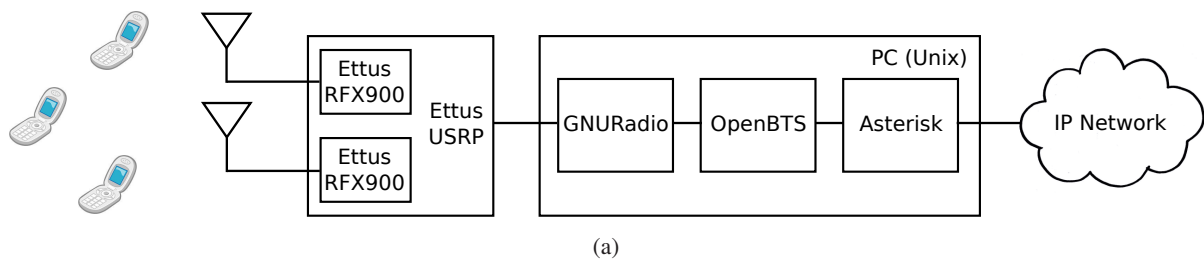 Ettus
RFX900
Ettus
RFX900
Ettus
USRP
PC (Unix)
GNURadio
OpenBTS
Asterisk
IP Network
(a)